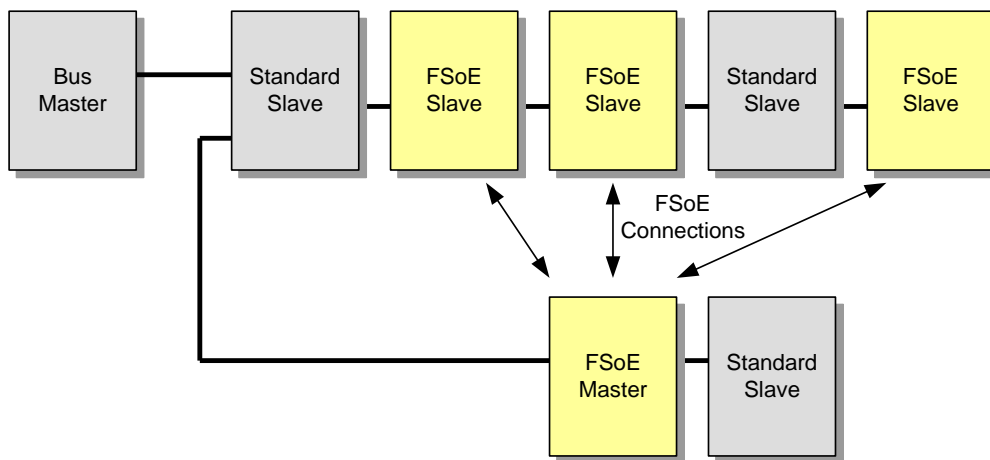 Bus
Master
Standard
Slave
FSoE
Slave
FSoE
Slave
Standard
Slave
FSoE
Slave
FSoE
Connections
FSoE
Master
Standard
Slave